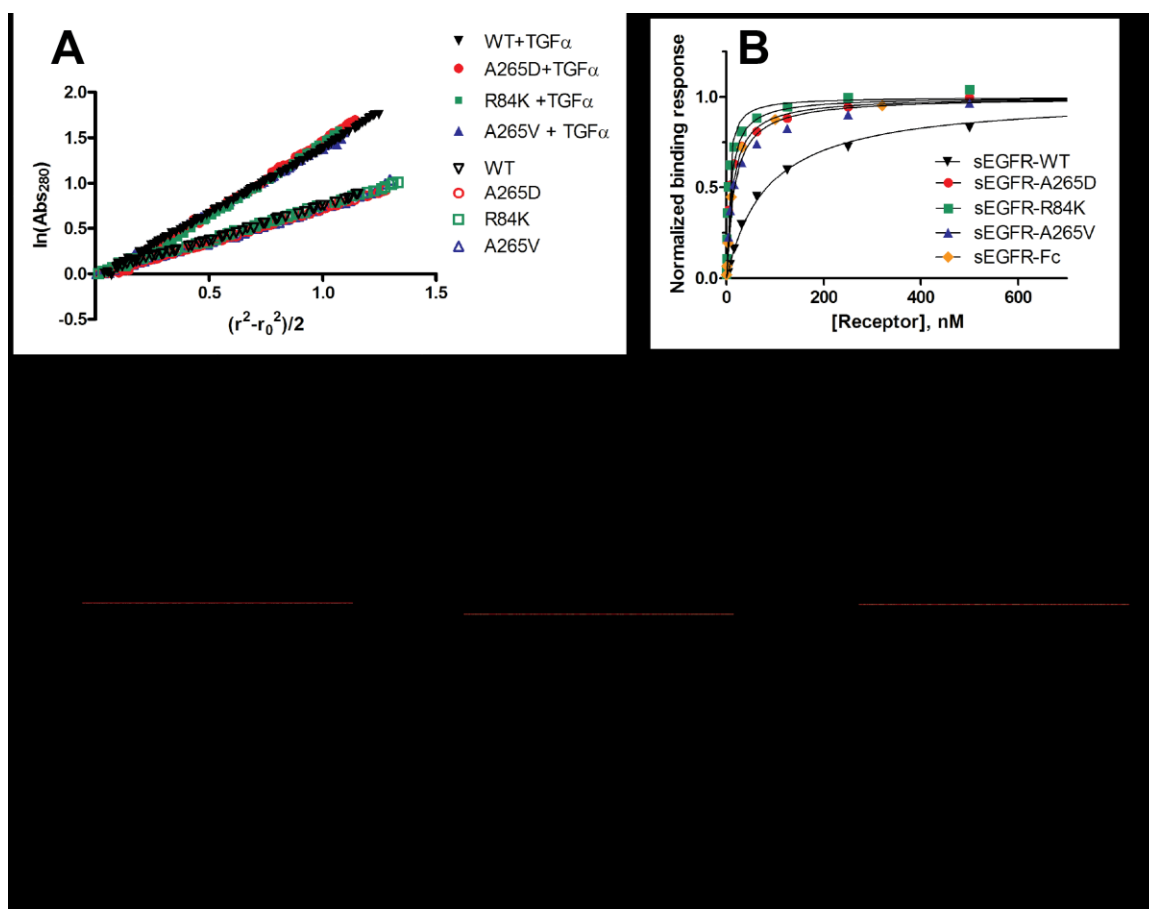 A
WT+TGFα
A265D+TGFα
R84K +TGFα
A265V + TGFα
WT
A265D
R84K
A265V
ln(Abs280)
2.0
1.5
1.0
0.5
0.0
-0.5
0.5
1.0
1.5
(r²-r₀²)/2
B
Normalized binding response
1.0
0.5
0.0
0
200
400
600
[Receptor], nM
sEGFR-WT
sEGFR-A265D
sEGFR-R84K
sEGFR-A265V
sEGFR-Fc